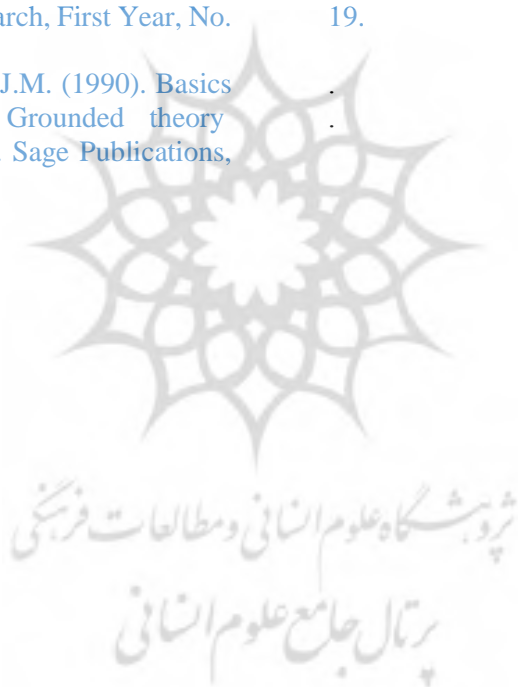 arch, First Year, No. 19.
J.M. (1990). Basics .
Grounded theory .
Sage Publications,
پژوهشگاه علوم انسانی و مطالعات فرهنگی
پرتال جامع علوم انسانی